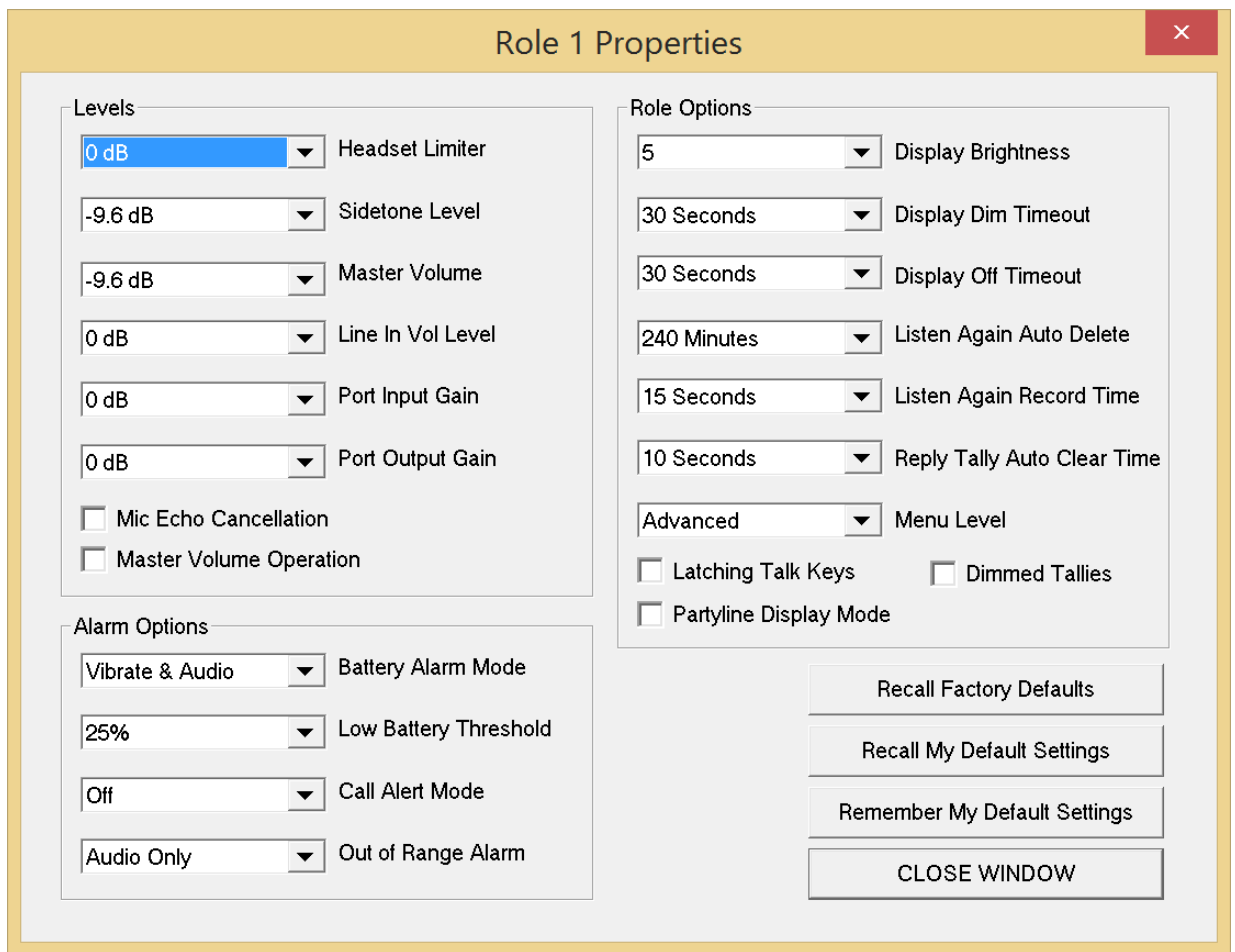 Role 1 Properties
Levels
0 dB Headset Limiter
-9.6 dB Sidetone Level
-9.6 dB Master Volume
0 dB Line In Vol Level
0 dB Port Input Gain
0 dB Port Output Gain
Mic Echo Cancellation
Master Volume Operation
Alarm Options
Vibrate & Audio Battery Alarm Mode
25% Low Battery Threshold
Off Call Alert Mode
Audio Only Out of Range Alarm
Role Options
5 Display Brightness
30 Seconds Display Dim Timeout
30 Seconds Display Off Timeout
240 Minutes Listen Again Auto Delete
15 Seconds Listen Again Record Time
10 Seconds Reply Tally Auto Clear Time
Advanced Menu Level
Latching Talk Keys Dimmed Tallies
Partyline Display Mode
Recall Factory Defaults
Recall My Default Settings
Remember My Default Settings
CLOSE WINDOW